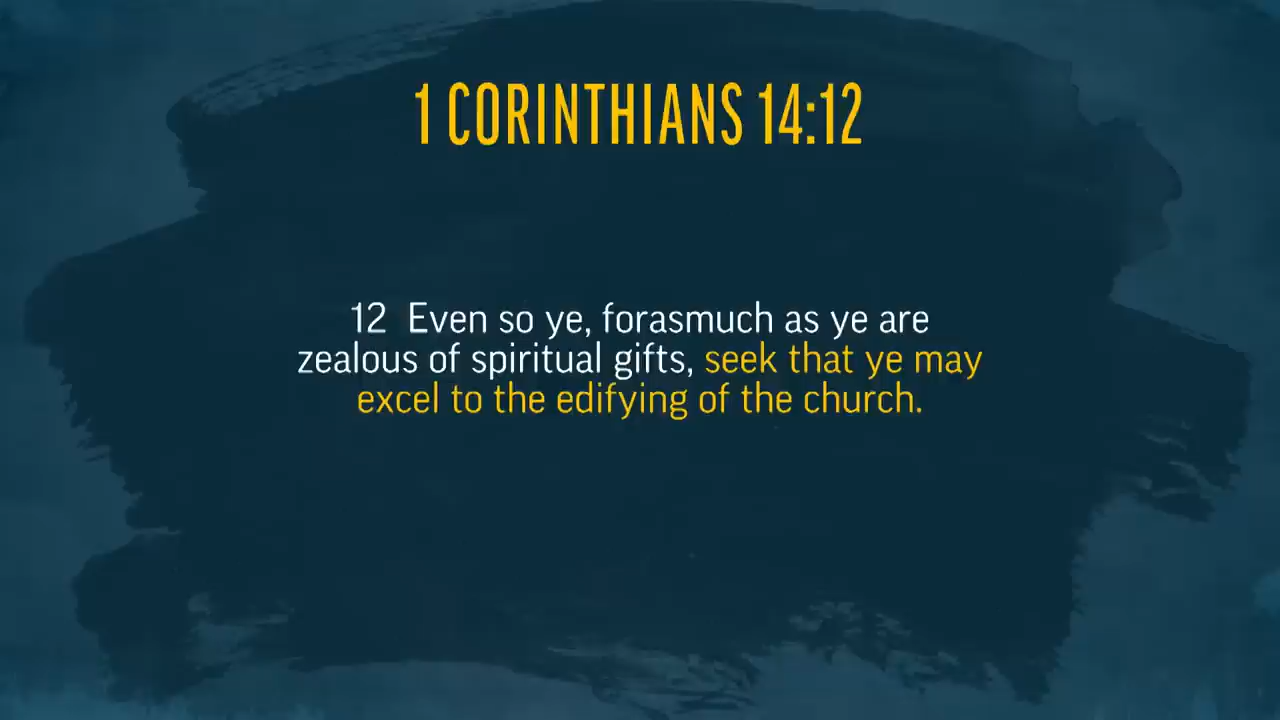 1 CORINTHIANS 14:12
12 Even so ye, forasmuch as ye are
zealous of spiritual gifts, seek that ye may
excel to the edifying of the church.